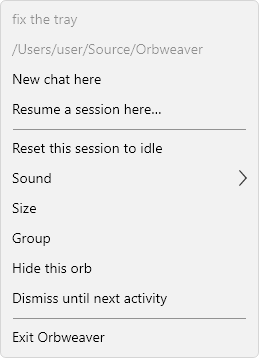 fix the tray
/Users/user/Source/Orbweaver
New chat here
Resume a session here...
Reset this session to idle
Sound
Size
Group
Hide this orb
Dismiss until next activity
Exit Orbweaver